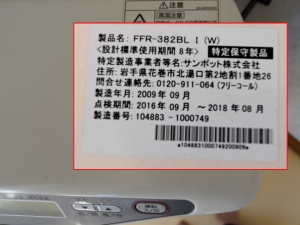 注意
高温注意
製品名: FFR-382BL I (W)
<設計標準使用期間 8年> 特定保守製品
特定製造事業者等名:サンポット株式会社
住所:岩手県花巻市北湯口第2地割1番地26
問合せ連絡先:0120-911-064 (フリーコール)
製造年月:2009年 09月
点検期間:2016年 09月 ~ 2018年 08月
製造番号:104883-1000749
a1048831000749200909a